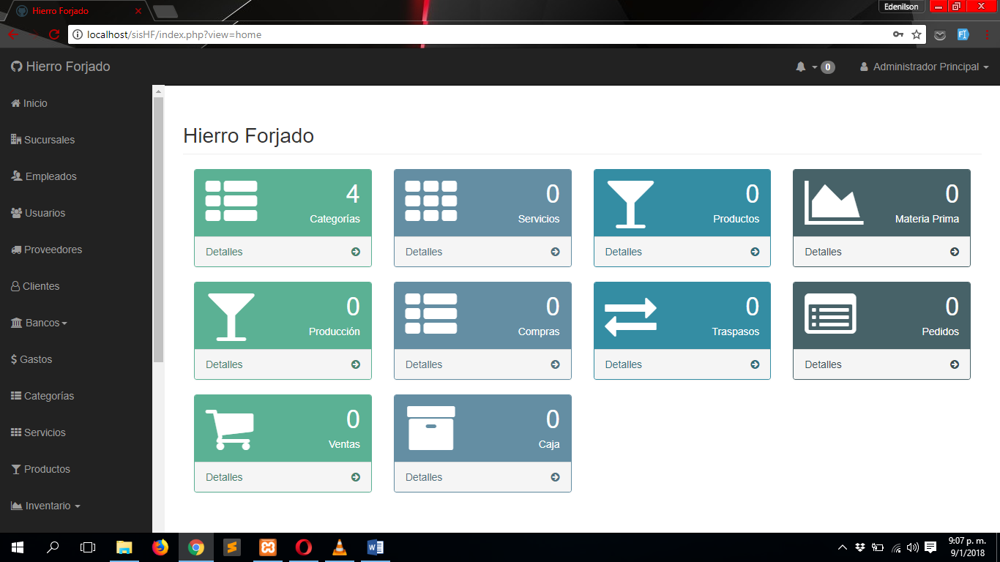 Hierro Forjado
Edenilson
localhost/sisHF/index.php?view=home
Hierro Forjado
0
Administrador Principal
Inicio
Sucursales
Empleados
Usuarios
Proveedores
Clientes
Bancos
$ Gastos
Categorías
Servicios
Productos
Inventario
Hierro Forjado
4
Categorías
Detalles
0
Servicios
Detalles
0
Productos
Detalles
0
Materia Prima
Detalles
0
Producción
Detalles
0
Compras
Detalles
0
Traspasos
Detalles
0
Pedidos
Detalles
0
Ventas
Detalles
0
Caja
Detalles
9:07 p. m.
9/1/2018